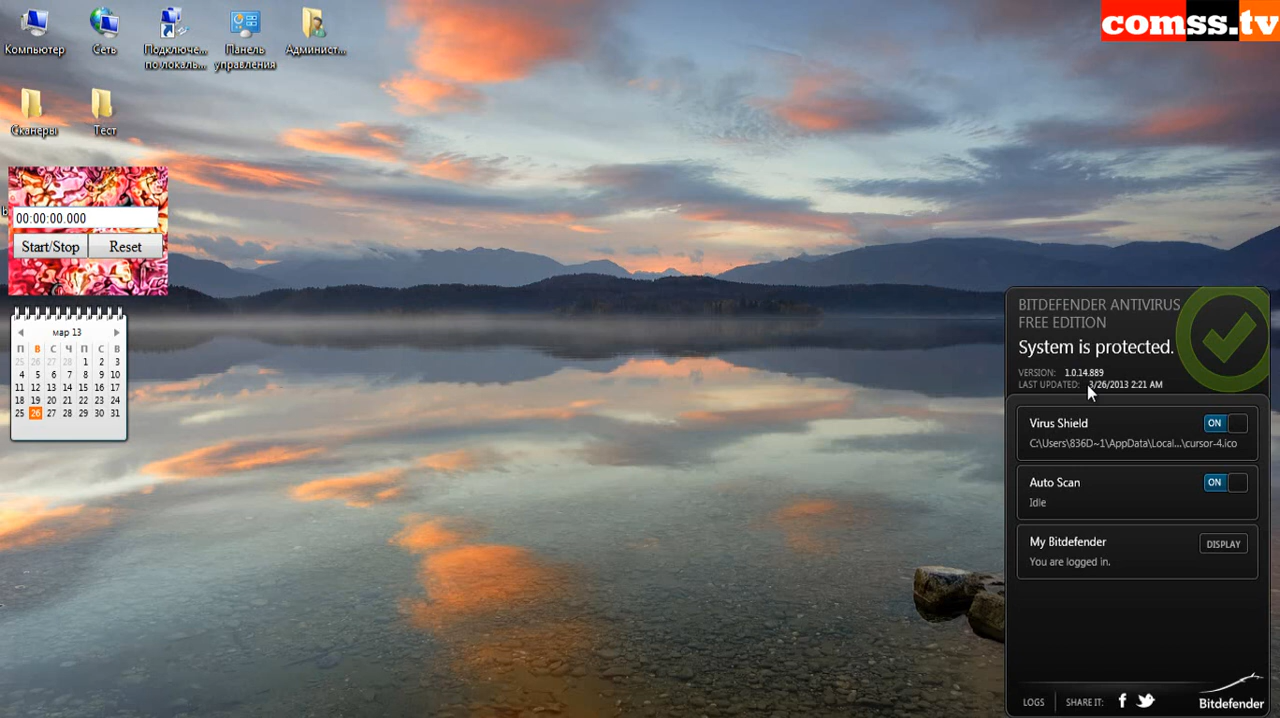 Компьютер
Сеть
Подключе...
по локаль...
Панель
управления
Админист...
comss.tv
Сканеры
Тест
00:00:00.000
Start/Stop
Reset
мар 13
П В С Ч П С В
25 26 27 28 1 2 3
4 5 6 7 8 9 10
11 12 13 14 15 16 17
18 19 20 21 22 23 24
25 26 27 28 29 30 31
BITDEFENDER ANTIVIRUS
FREE EDITION
System is protected.
VERSION: 1.0.14.889
LAST UPDATED: 3/26/2013 2:21 AM
Virus Shield
ON
C:\Users\836D~1\AppData\Local...\cursor-4.ico
Auto Scan
ON
Idle
My Bitdefender
DISPLAY
You are logged in.
LOGS
SHARE IT:
Bitdefender